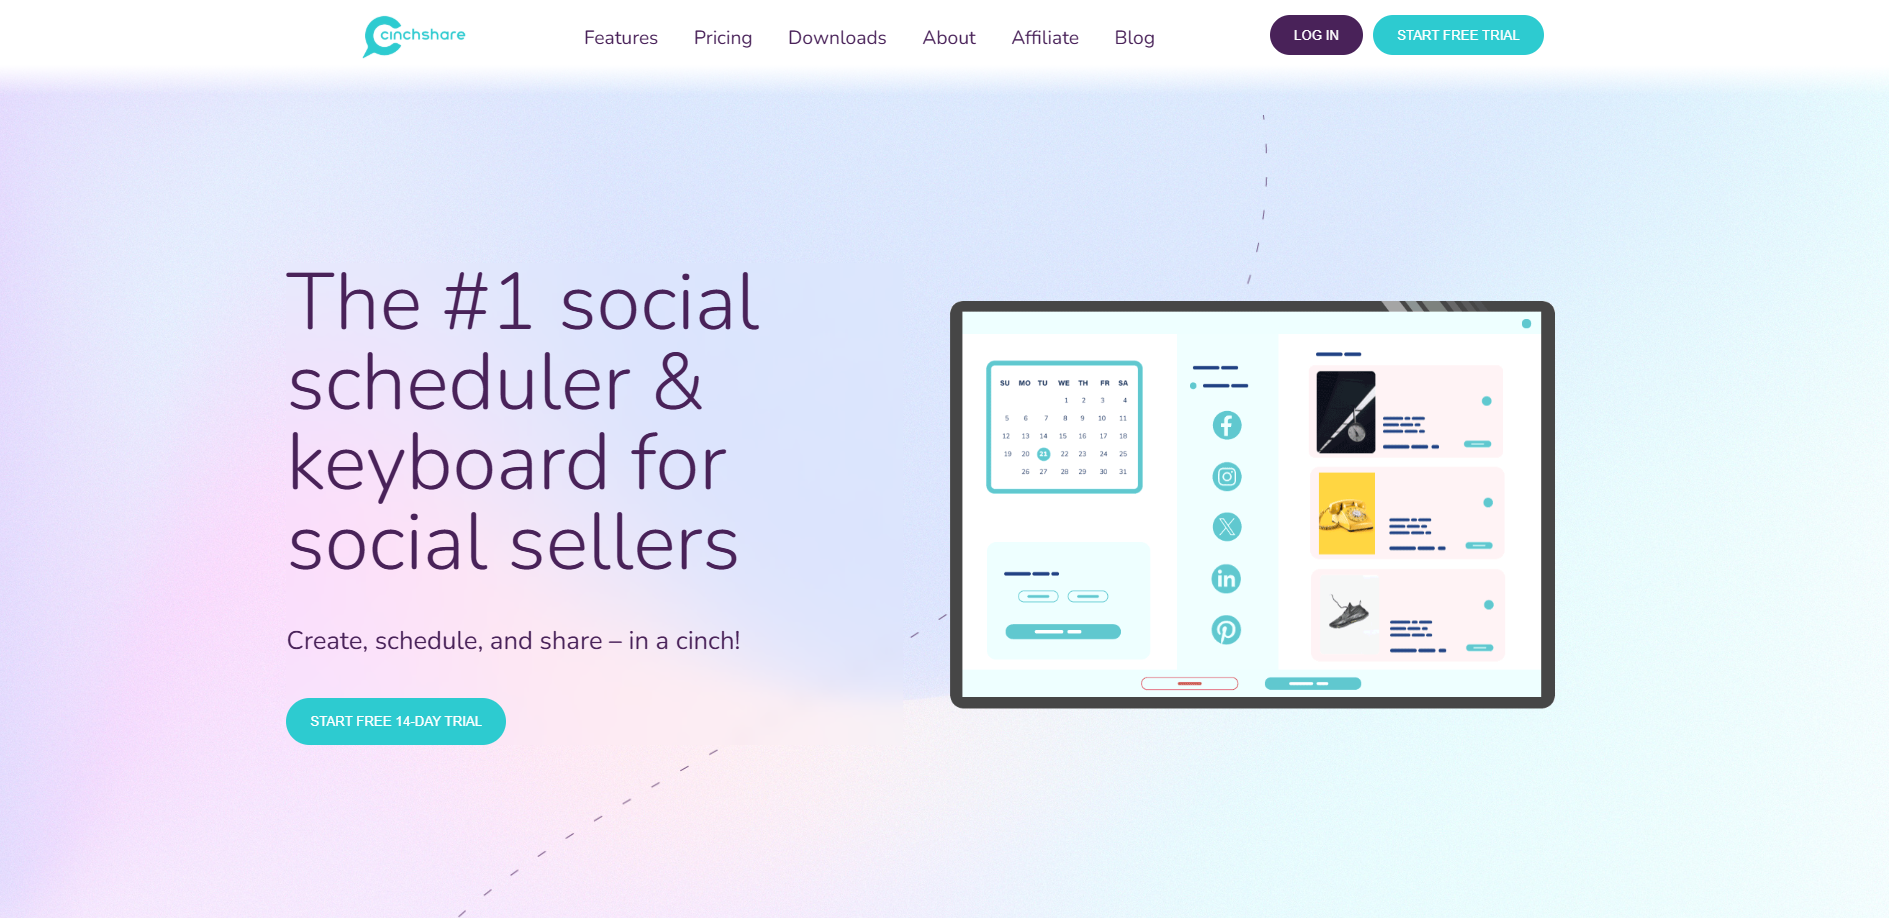 cinchshare
Features Pricing Downloads About Affiliate Blog
LOG IN START FREE TRIAL
The #1 social
scheduler &
keyboard for
social sellers
Create, schedule, and share – in a cinch!
START FREE 14-DAY TRIAL
SU MO TU WE TH FR SA
1 2 3 4
5 6 7 8 9 10 11
12 13 14 15 16 17 18
19 20 21 22 23 24 25
26 27 28 29 30 31